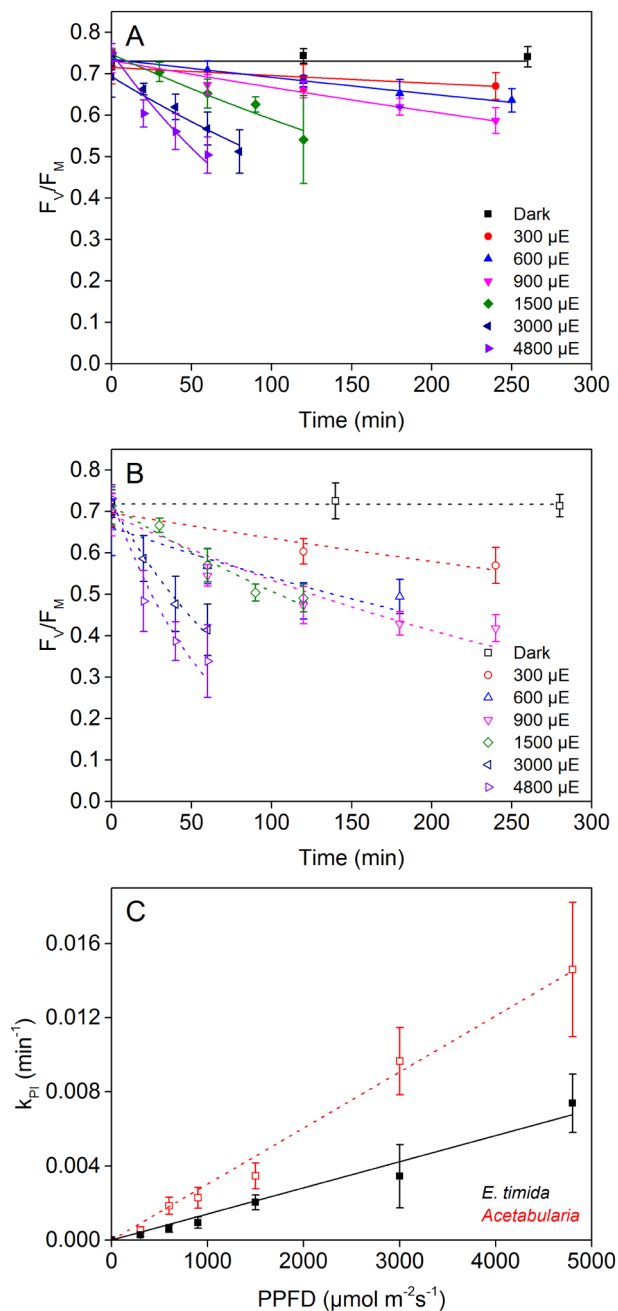 A
0.8
0.7
0.6
0.5
0.4
0.3
0.2
0.1
0.0
F_V/F_M
Dark
300 µE
600 µE
900 µE
1500 µE
3000 µE
4800 µE
0 50 100 150 200 250 300
Time (min)
B
0.8
0.7
0.6
0.5
0.4
0.3
0.2
0.1
0.0
F_V/F_M
Dark
300 µE
600 µE
900 µE
1500 µE
3000 µE
4800 µE
0 50 100 150 200 250 300
Time (min)
C
0.016
0.012
0.008
0.004
0.000
k_PI (min⁻¹)
E. timida
Acetabularia
0 1000 2000 3000 4000 5000
PPFD (µmol m⁻²s⁻¹)